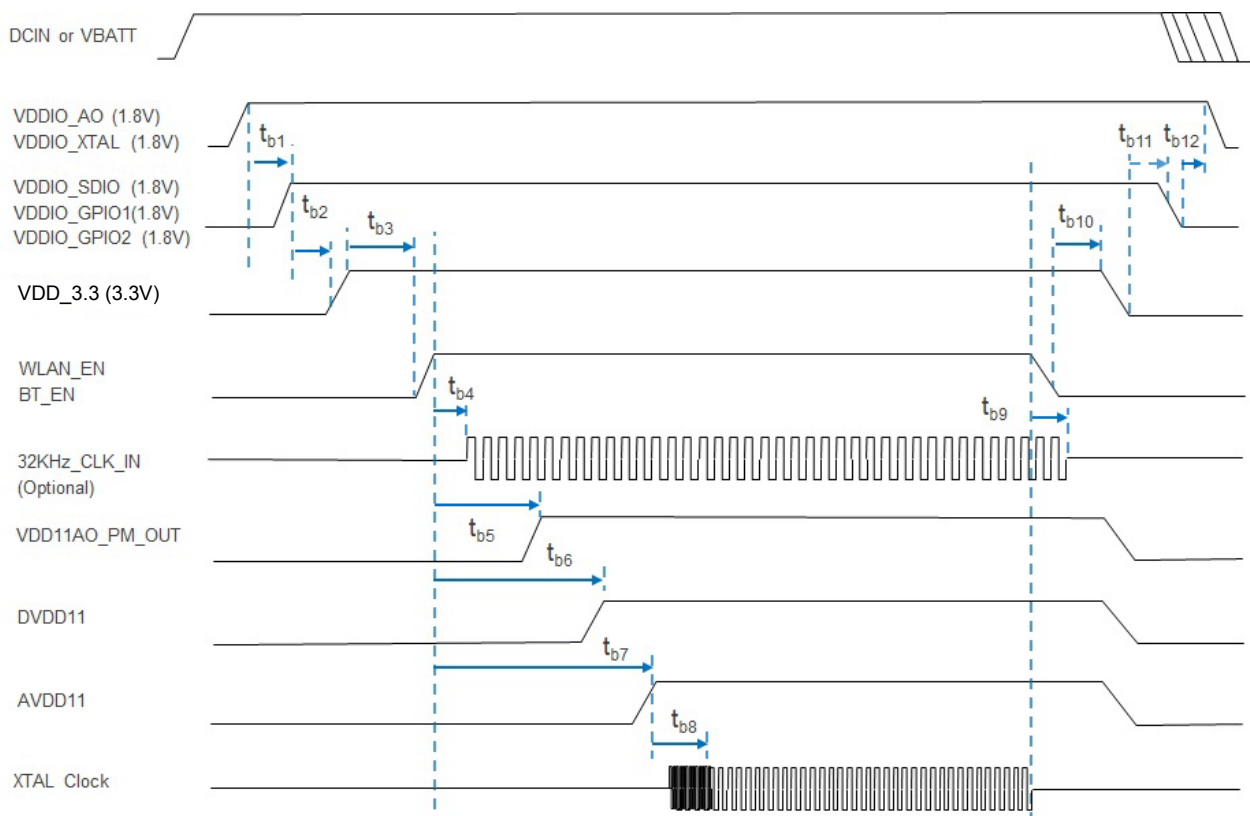 DCIN or VBATT
VDDIO_AO (1.8V)
VDDIO_XTAL (1.8V)
tb1
tb11 tb12
VDDIO_SDIO (1.8V)
VDDIO_GPIO1(1.8V)
VDDIO_GPIO2 (1.8V)
tb2
tb3
tb10
VDD_3.3 (3.3V)
WLAN_EN
BT_EN
tb4
tb9
32KHz_CLK_IN
(Optional)
VDD11AO_PM_OUT
tb5
tb6
DVDD11
tb7
AVDD11
tb8
XTAL Clock